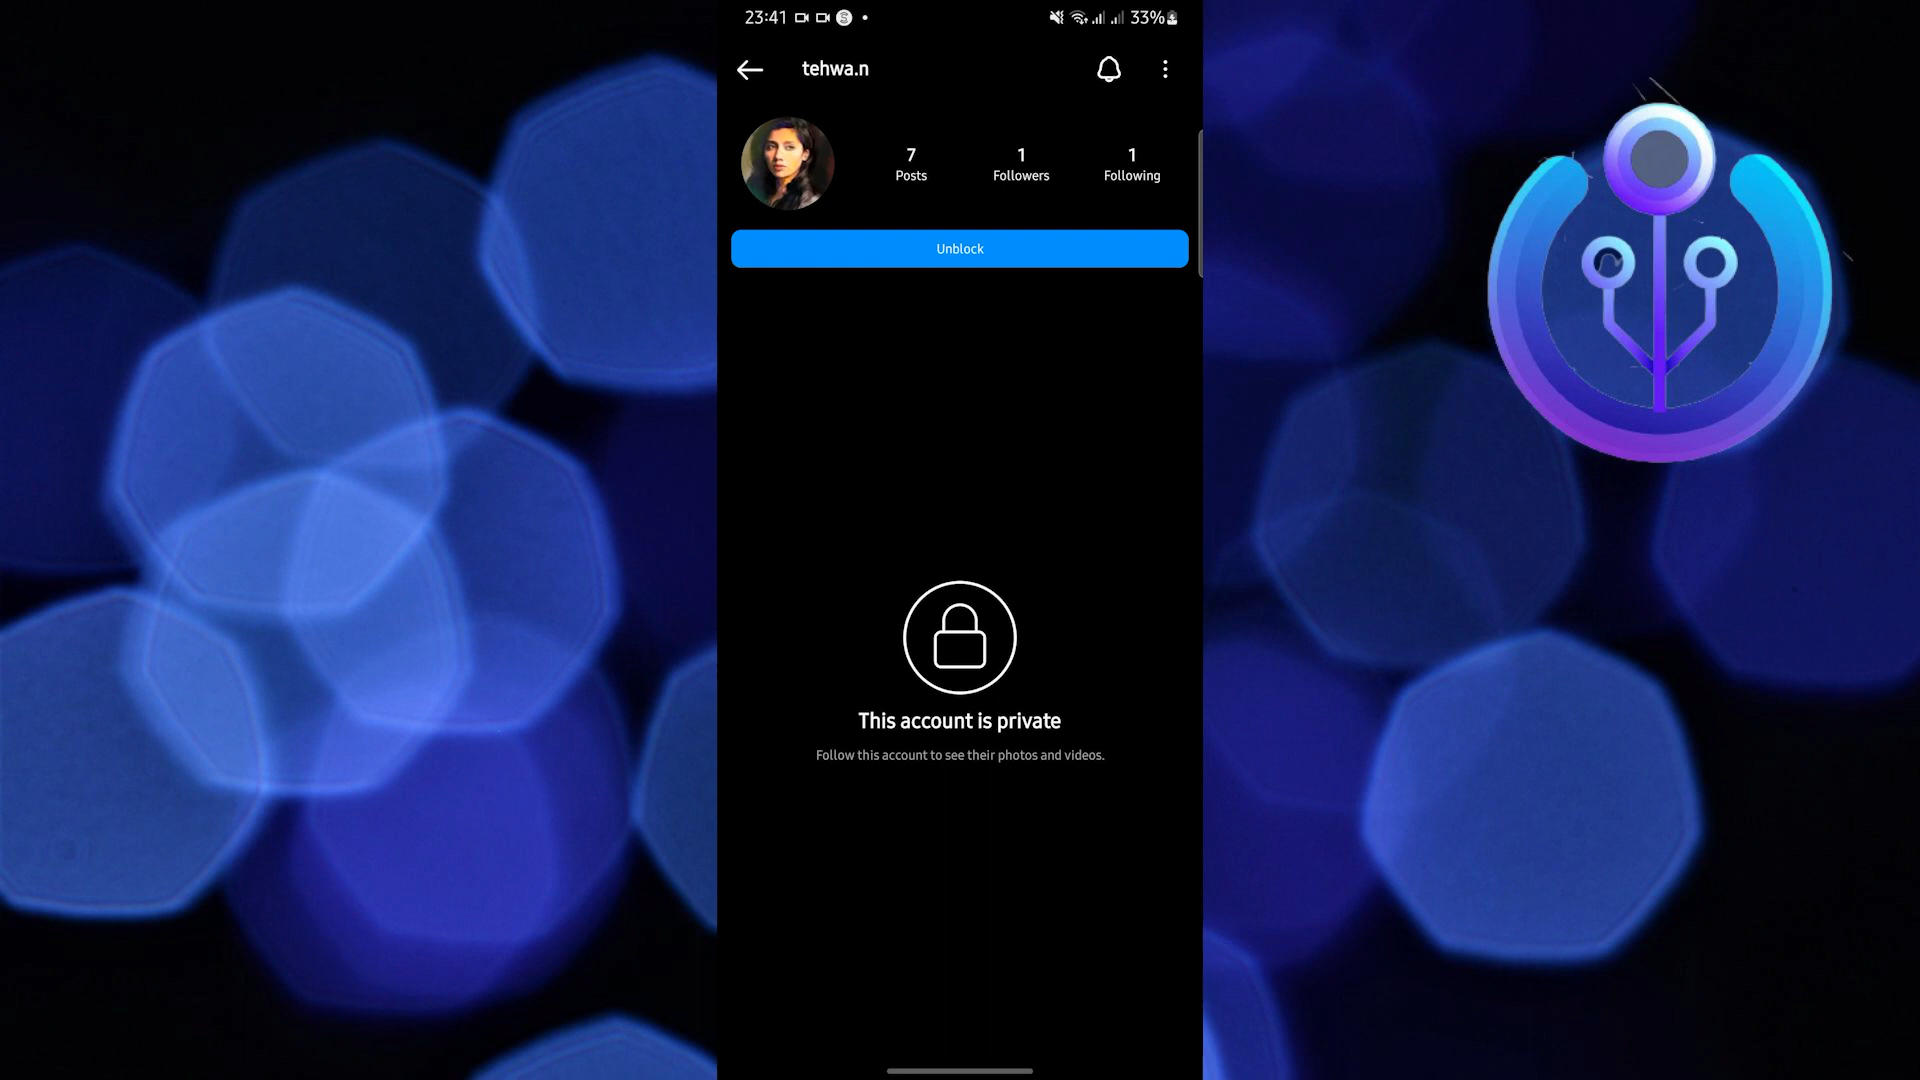 23:41 33%
tehwa.n
7 1 1
Posts Followers Following
Unblock
This account is private
Follow this account to see their photos and videos.